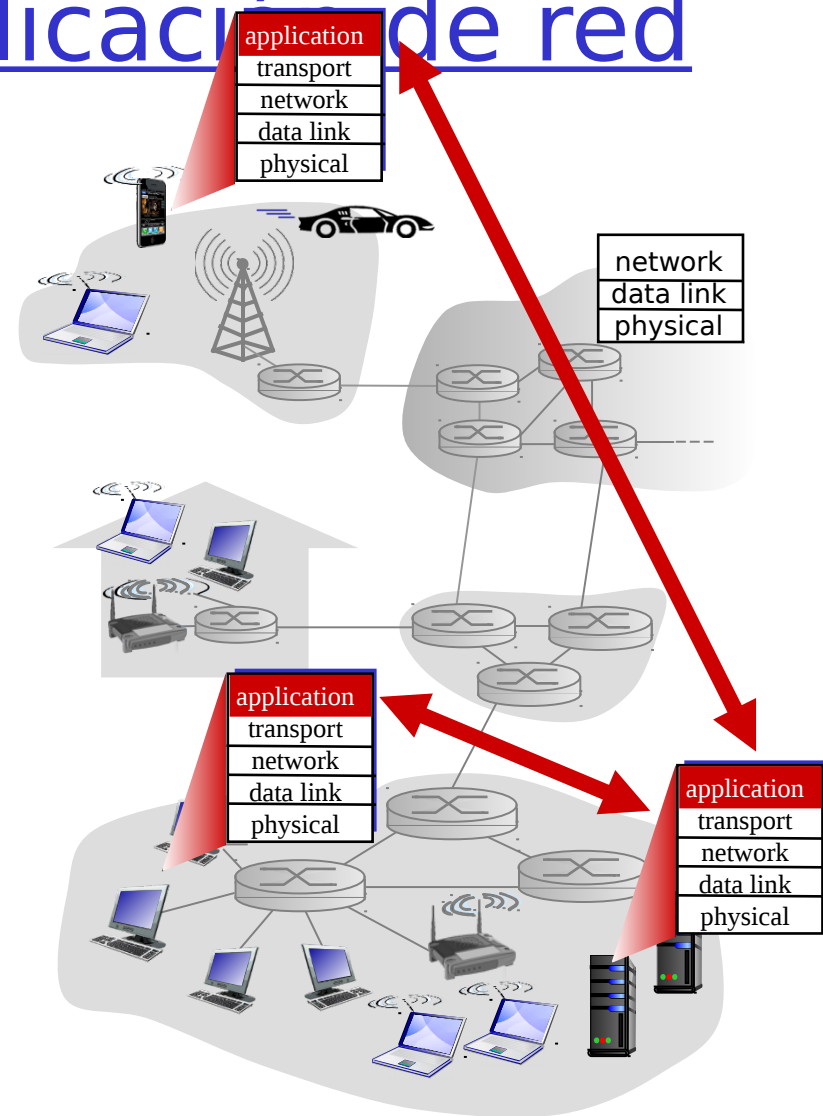 de red
application
transport
network
data link
physical
network
data link
physical
application
transport
network
data link
physical
application
transport
network
data link
physical